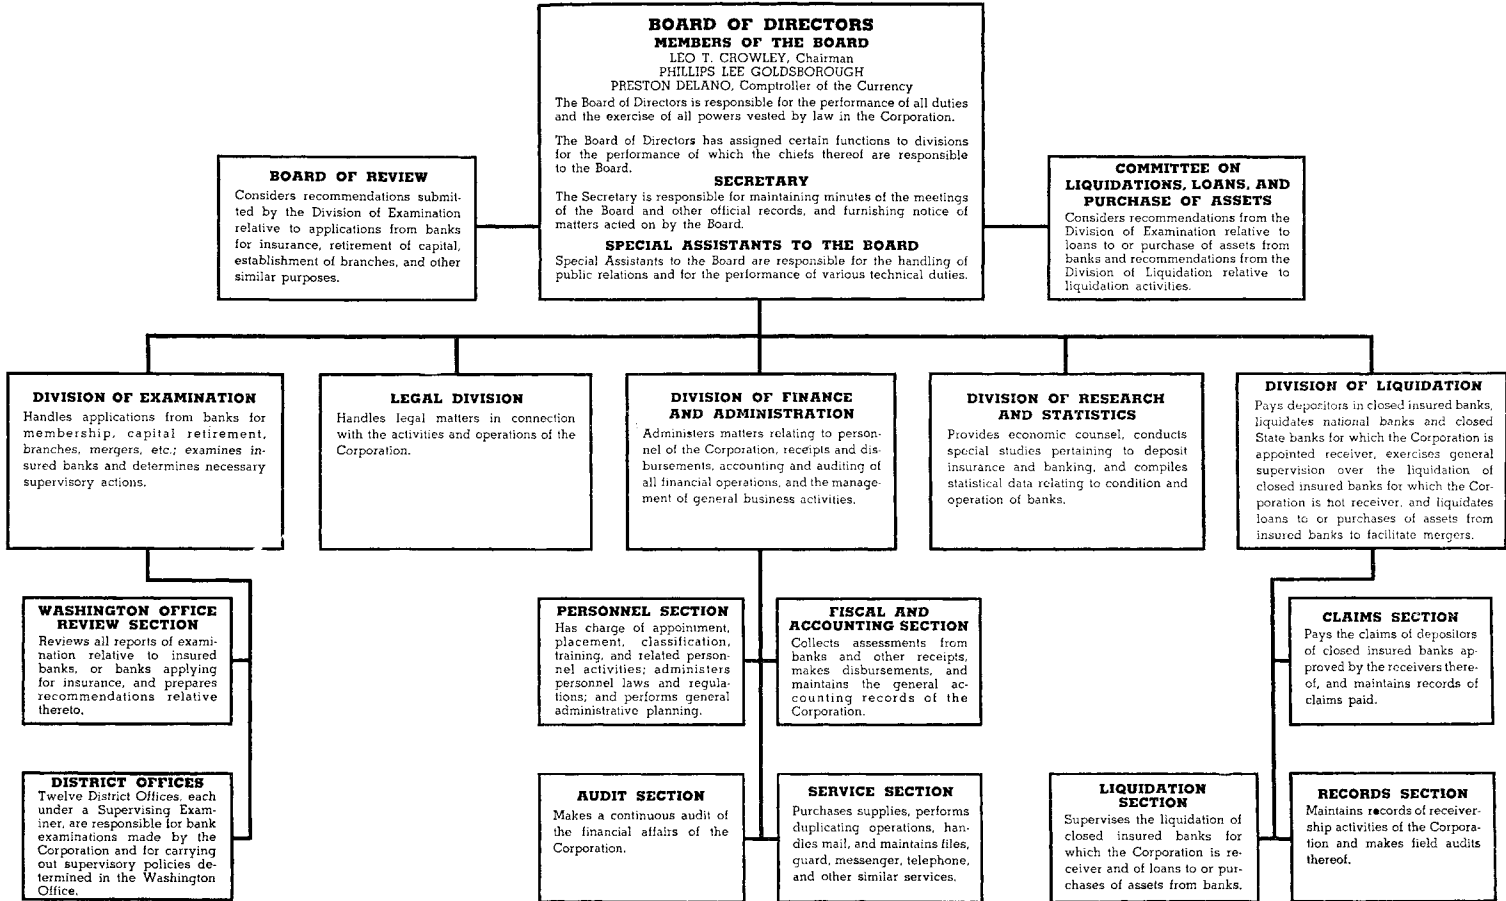 BOARD OF DIRECTORS
MEMBERS OF THE BOARD
LEO T. CROWLEY, Chairman
PHILLIPS LEE GOLDSBOROUGH
PRESTON DELANO, Comptroller of the Currency
The Board of Directors is responsible for the performance of all duties
and the exercise of all powers vested by law in the Corporation.
The Board of Directors has assigned certain functions to divisions
for the performance of which the chiefs thereof are responsible
to the Board.
SECRETARY
The Secretary is responsible for maintaining minutes of the meetings
of the Board and other official records, and furnishing notice of
matters acted on by the Board.
SPECIAL ASSISTANTS TO THE BOARD
Special Assistants to the Board are responsible for the handling of
public relations and for the performance of various technical duties.
BOARD OF REVIEW
Considers recommendations submit-
ted by the Division of Examination
relative to applications from banks
for insurance, retirement of capital,
establishment of branches, and other
similar purposes.
COMMITTEE ON
LIQUIDATIONS, LOANS, AND
PURCHASE OF ASSETS
Considers recommendations from the
Division of Examination relative to
loans to or purchase of assets from
banks and recommendations from the
Division of Liquidation relative to
liquidation activities.
DIVISION OF EXAMINATION
Handles applications from banks for
membership, capital retirement,
branches, mergers, etc.; examines in-
sured banks and determines necessary
supervisory actions.
LEGAL DIVISION
Handles legal matters in connection
with the activities and operations of the
Corporation.
DIVISION OF FINANCE
AND ADMINISTRATION
Administers matters relating to person-
nel of the Corporation, receipts and dis-
bursements, accounting and auditing of
all financial operations, and the manage-
ment of general business activities.
DIVISION OF RESEARCH
AND STATISTICS
Provides economic counsel, conducts
special studies pertaining to deposit
insurance and banking, and compiles
statistical data relating to condition and
operation of banks.
DIVISION OF LIQUIDATION
Pays depositors in closed insured banks,
liquidates national banks and closed
State banks for which the Corporation is
appointed receiver, exercises general
supervision over the liquidation of
closed insured banks for which the Cor-
poration is not receiver, and liquidates
loans to or purchases of assets from
insured banks to facilitate mergers.
WASHINGTON OFFICE
REVIEW SECTION
Reviews all reports of exami-
nation relative to insured
banks, or banks applying
for insurance, and prepares
recommendations relative
thereto.
DISTRICT OFFICES
Twelve District Offices, each
under a Supervising Exam-
iner, are responsible for bank
examinations made by the
Corporation and for carrying
out supervisory policies de-
termined in the Washington
Office.
PERSONNEL SECTION
Has charge of appointment,
placement, classification,
training, and related person-
nel activities; administers
personnel laws and regula-
tions; and performs general
administrative planning.
FISCAL AND
ACCOUNTING SECTION
Collects assessments from
banks and other receipts,
makes disbursements, and
maintains the general ac-
counting records of the
Corporation.
AUDIT SECTION
Makes a continuous audit of
the financial affairs of the
Corporation.
SERVICE SECTION
Purchases supplies, performs
duplicating operations, han-
dles mail, and maintains files,
guard, messenger, telephone,
and other similar services.
CLAIMS SECTION
Pays the claims of depositors
of closed insured banks ap-
proved by the receivers there-
of, and maintains records of
claims paid.
LIQUIDATION
SECTION
Supervises the liquidation of
closed insured banks for
which the Corporation is re-
ceiver and of loans to or pur-
chases of assets from banks.
RECORDS SECTION
Maintains records of receiver-
ship activities of the Corpora-
tion and makes field audits
thereof.